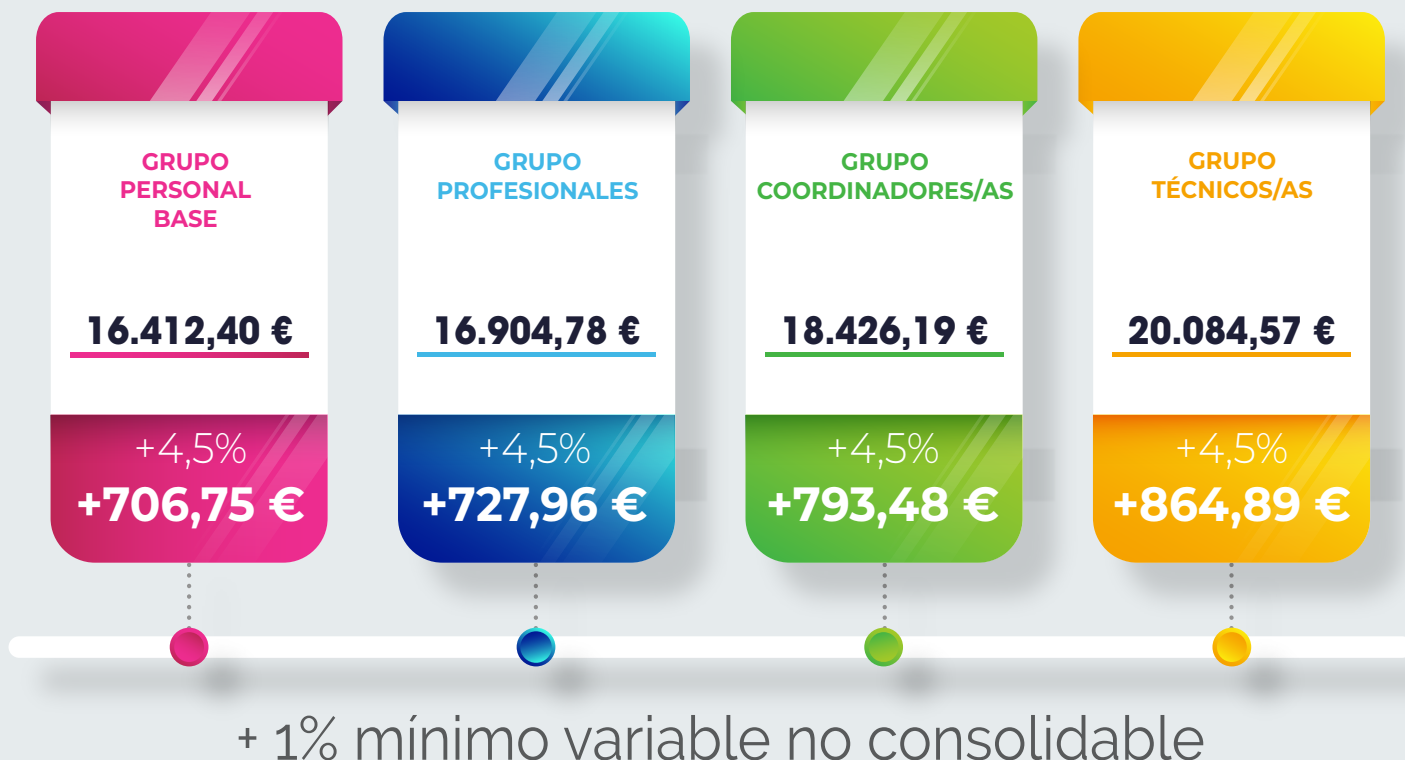 GRUPO
PERSONAL
BASE
16.412,40 €
+4,5%
+706,75 €
GRUPO
PROFESIONALES
16.904,78 €
+4,5%
+727,96 €
GRUPO
COORDINADORES/AS
18.426,19 €
+4,5%
+793,48 €
GRUPO
TÉCNICOS/AS
20.084,57 €
+4,5%
+864,89 €
+ 1% mínimo variable no consolidable